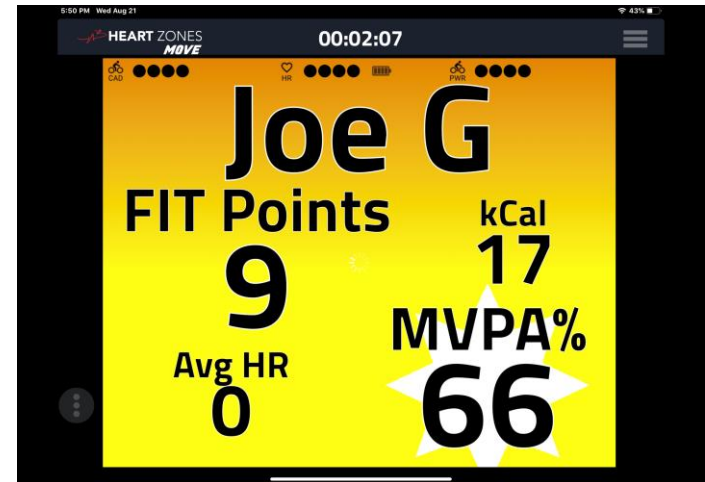 5:50 PM Wed Aug 21
43%
HEART ZONES
MOVE
00:02:07
CAD
HR
PWR
Joe G
FIT Points
9
kCal
17
Avg HR
0
MVPA%
66